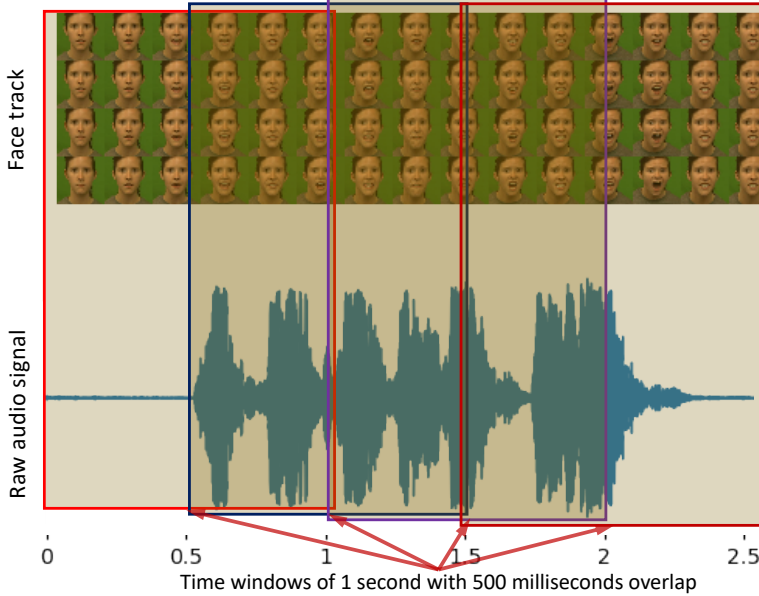 Face track
Raw audio signal
0 0.5 1 1.5 2 2.5
Time windows of 1 second with 500 milliseconds overlap